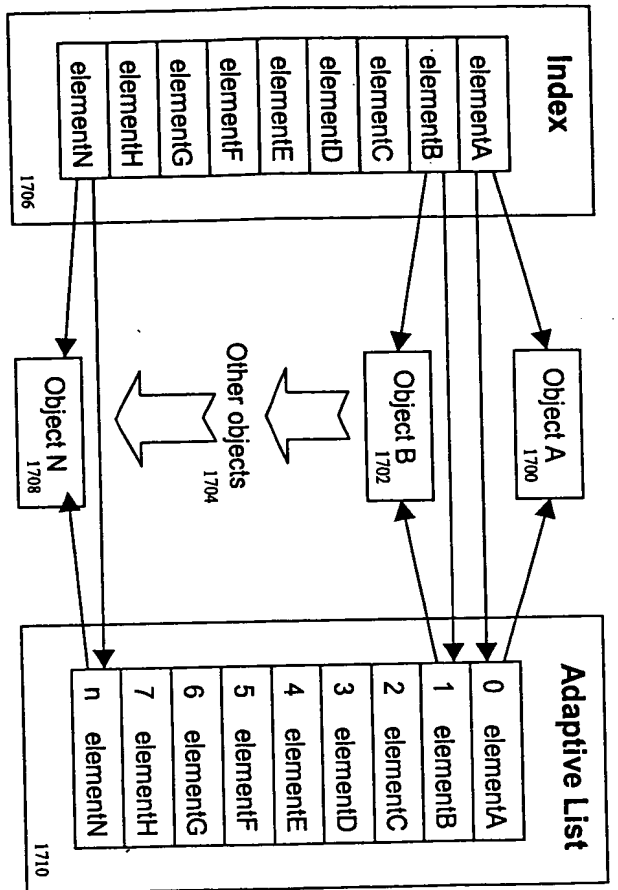 Index
elementA
elementB
elementC
elementD
elementE
elementF
elementG
elementH
elementN
1706
Object A
1700
Object B
1702
Other objects
1704
Object N
1708
Adaptive List
0 elementA
1 elementB
2 elementC
3 elementD
4 elementE
5 elementF
6 elementG
7 elementH
n elementN
1710